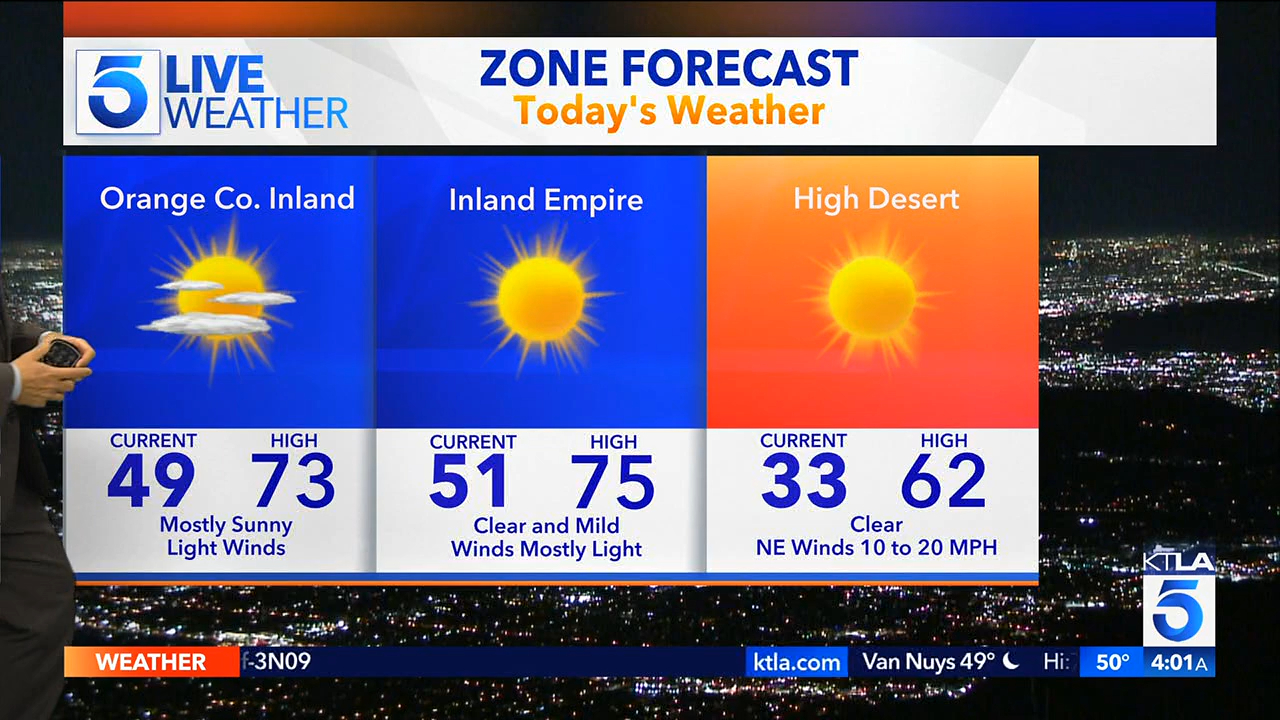 5 LIVE
WEATHER
ZONE FORECAST
Today's Weather
Orange Co. Inland
CURRENT HIGH
49 73
Mostly Sunny
Light Winds
Inland Empire
CURRENT HIGH
51 75
Clear and Mild
Winds Mostly Light
High Desert
CURRENT HIGH
33 62
Clear
NE Winds 10 to 20 MPH
KTLA
5
WEATHER
f-3N09
ktla.com
Van Nuys 49°
Hi:
50°
4:01A